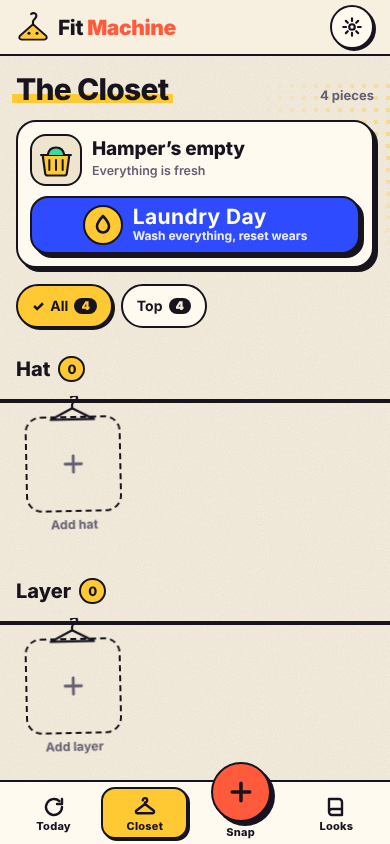 Fit Machine
The Closet
4 pieces
Hamper’s empty
Everything is fresh
Laundry Day
Wash everything, reset wears
All 4
Top 4
Hat 0
Add hat
Layer 0
Add layer
Today
Closet
Snap
Looks